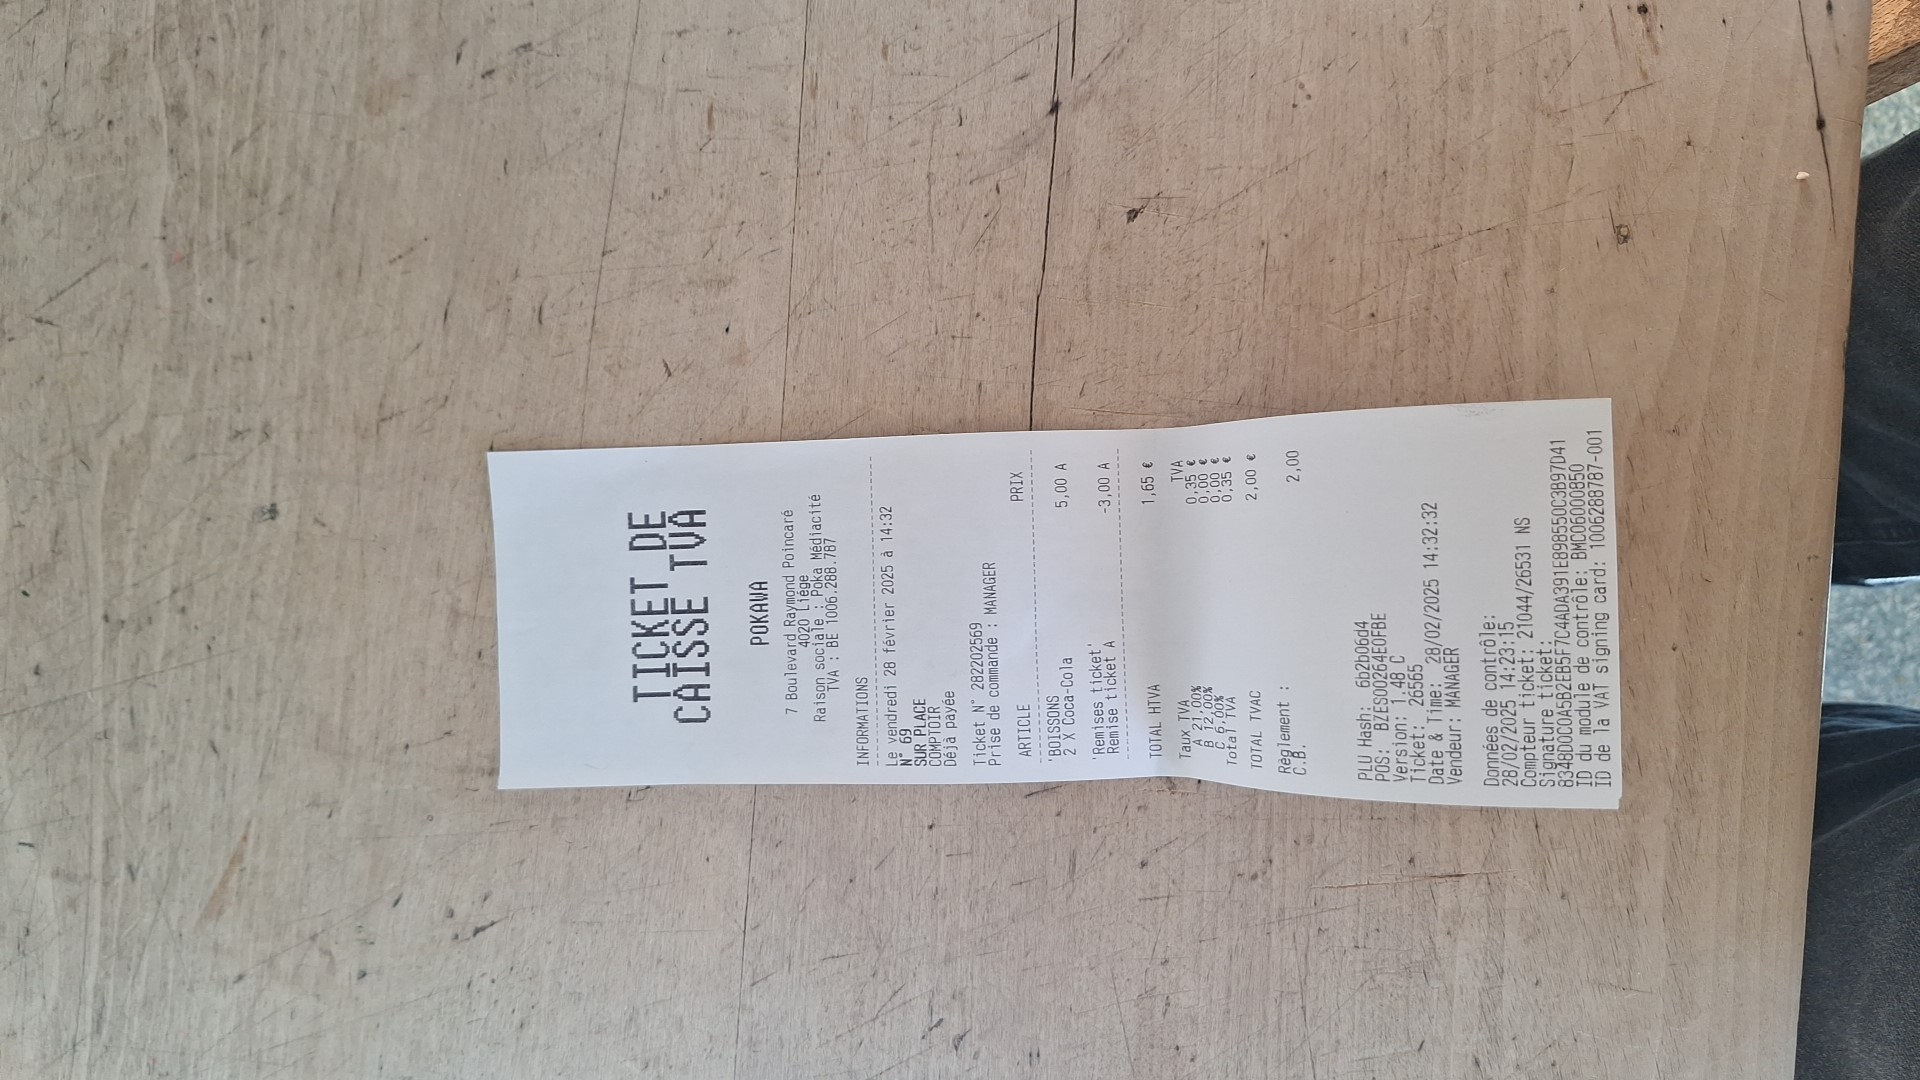 TICKET DE
CAISSE TVA
POKAWA
7 Boulevard Raymond Poincaré
4020 Liége
Raison sociale : Poka Médiacité
TVA : BE 1006.288.787
INFORMATIONS
Le vendredi 28 février 2025 à 14:32
N° 69
SUR PLACE
COMPTOIR
Déjà payée
Ticket N° 282202569
Prise de commande : MANAGER
ARTICLE PRIX
'BOISSONS
2 X Coca-Cola 5,00 A
'Remises ticket'
Remise ticket A -3,00 A
TOTAL HTVA 1,65 €
Taux TVA TVA
A 21,00% 0,35 €
B 12,00% 0,00 €
C 6,00% 0,00 €
Total TVA 0,35 €
TOTAL TVAC 2,00 €
Règlement :
C.B. 2,00
PLU Hash: 6b2b06d4
POS: BZES00264E0FBE
Version: 1.48 C
Ticket: 26565
Date & Time: 28/02/2025 14:32:32
Vendeur: MANAGER
Données de contrôle:
28/02/2025 14:23:15
Compteur ticket: 21044/26531 NS
Signature ticket:
8348D0C0A5B2EB5F7C4ADA391E898550C3B97D41
ID du module de contrôle: BMC06000850
ID de la VAT signing card: 1006288787-001